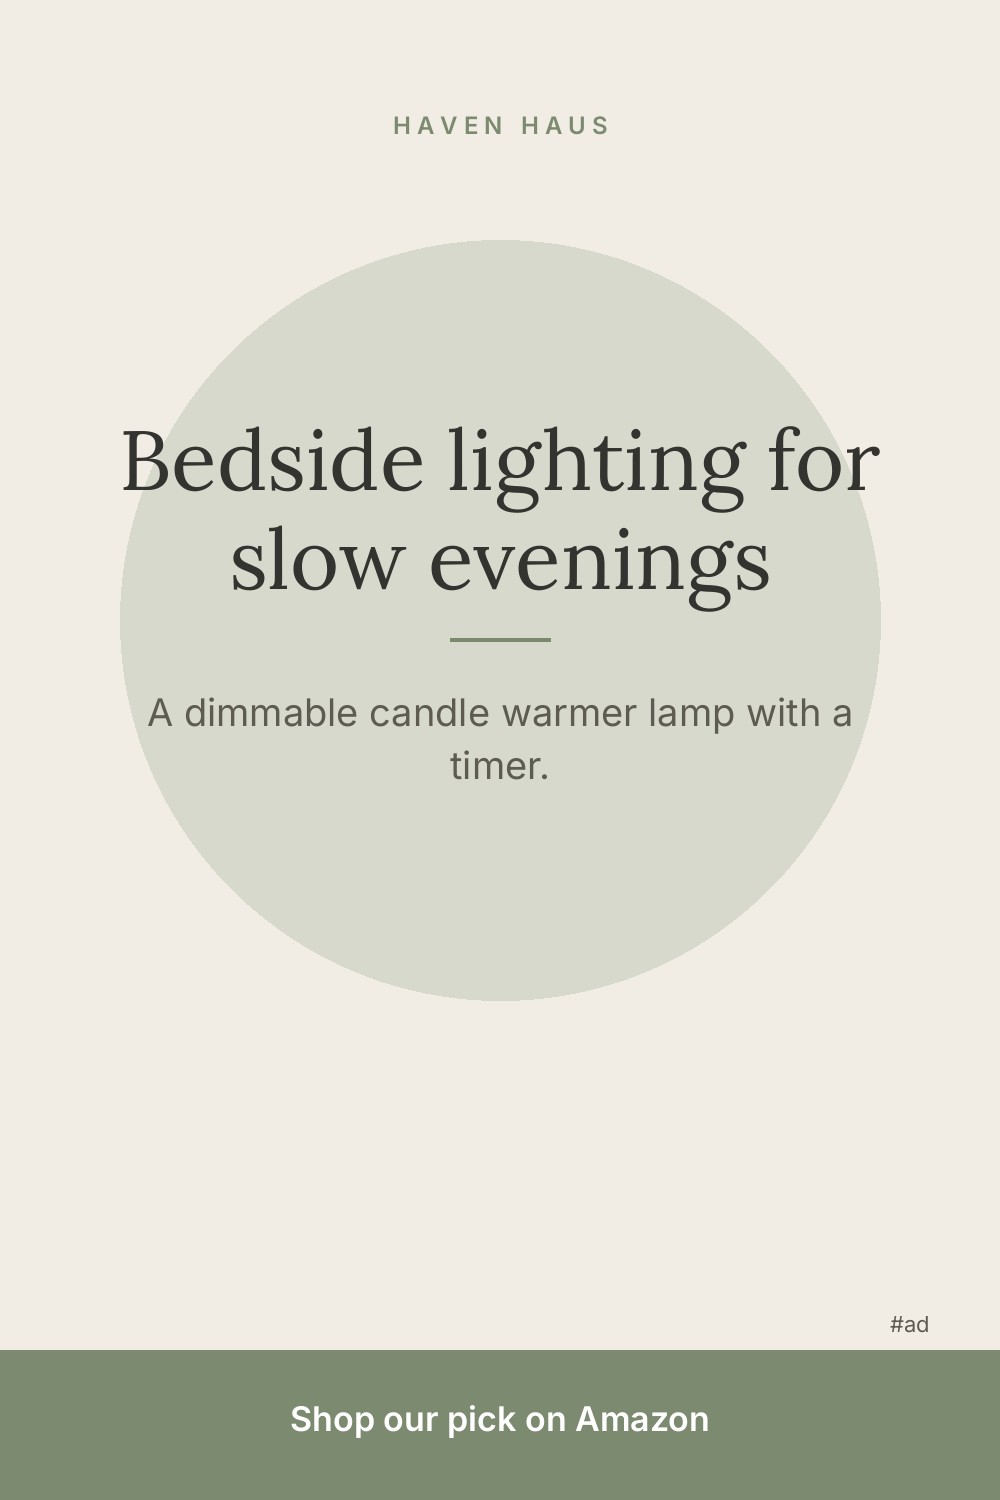 HAVEN HAUS
Bedside lighting for
slow evenings
A dimmable candle warmer lamp with a
timer.
#ad
Shop our pick on Amazon